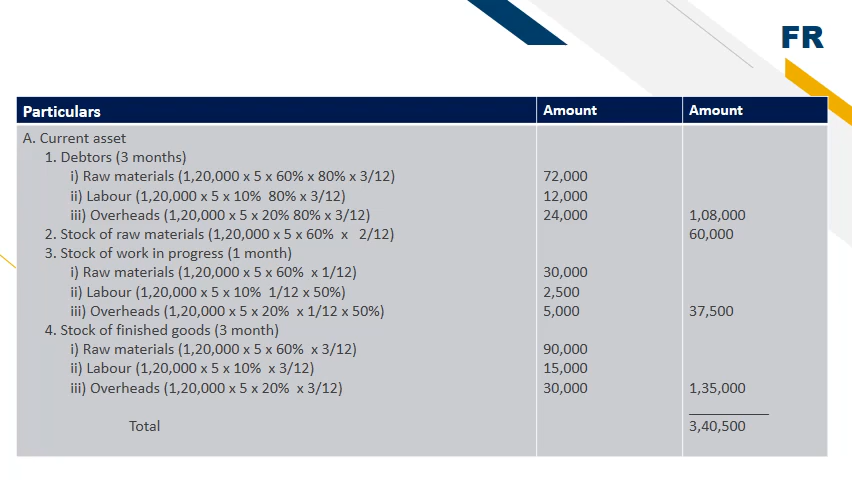 FR
Particulars Amount Amount
A. Current asset
1. Debtors (3 months)
i) Raw materials (1,20,000 x 5 x 60% x 80% x 3/12) 72,000
ii) Labour (1,20,000 x 5 x 10% 80% x 3/12) 12,000
iii) Overheads (1,20,000 x 5 x 20% 80% x 3/12) 24,000 1,08,000
2. Stock of raw materials (1,20,000 x 5 x 60% x 2/12) 60,000
3. Stock of work in progress (1 month)
i) Raw materials (1,20,000 x 5 x 60% x 1/12) 30,000
ii) Labour (1,20,000 x 5 x 10% 1/12 x 50%) 2,500
iii) Overheads (1,20,000 x 5 x 20% x 1/12 x 50%) 5,000 37,500
4. Stock of finished goods (3 month)
i) Raw materials (1,20,000 x 5 x 60% x 3/12) 90,000
ii) Labour (1,20,000 x 5 x 10% x 3/12) 15,000
iii) Overheads (1,20,000 x 5 x 20% x 3/12) 30,000 1,35,000
Total 3,40,500